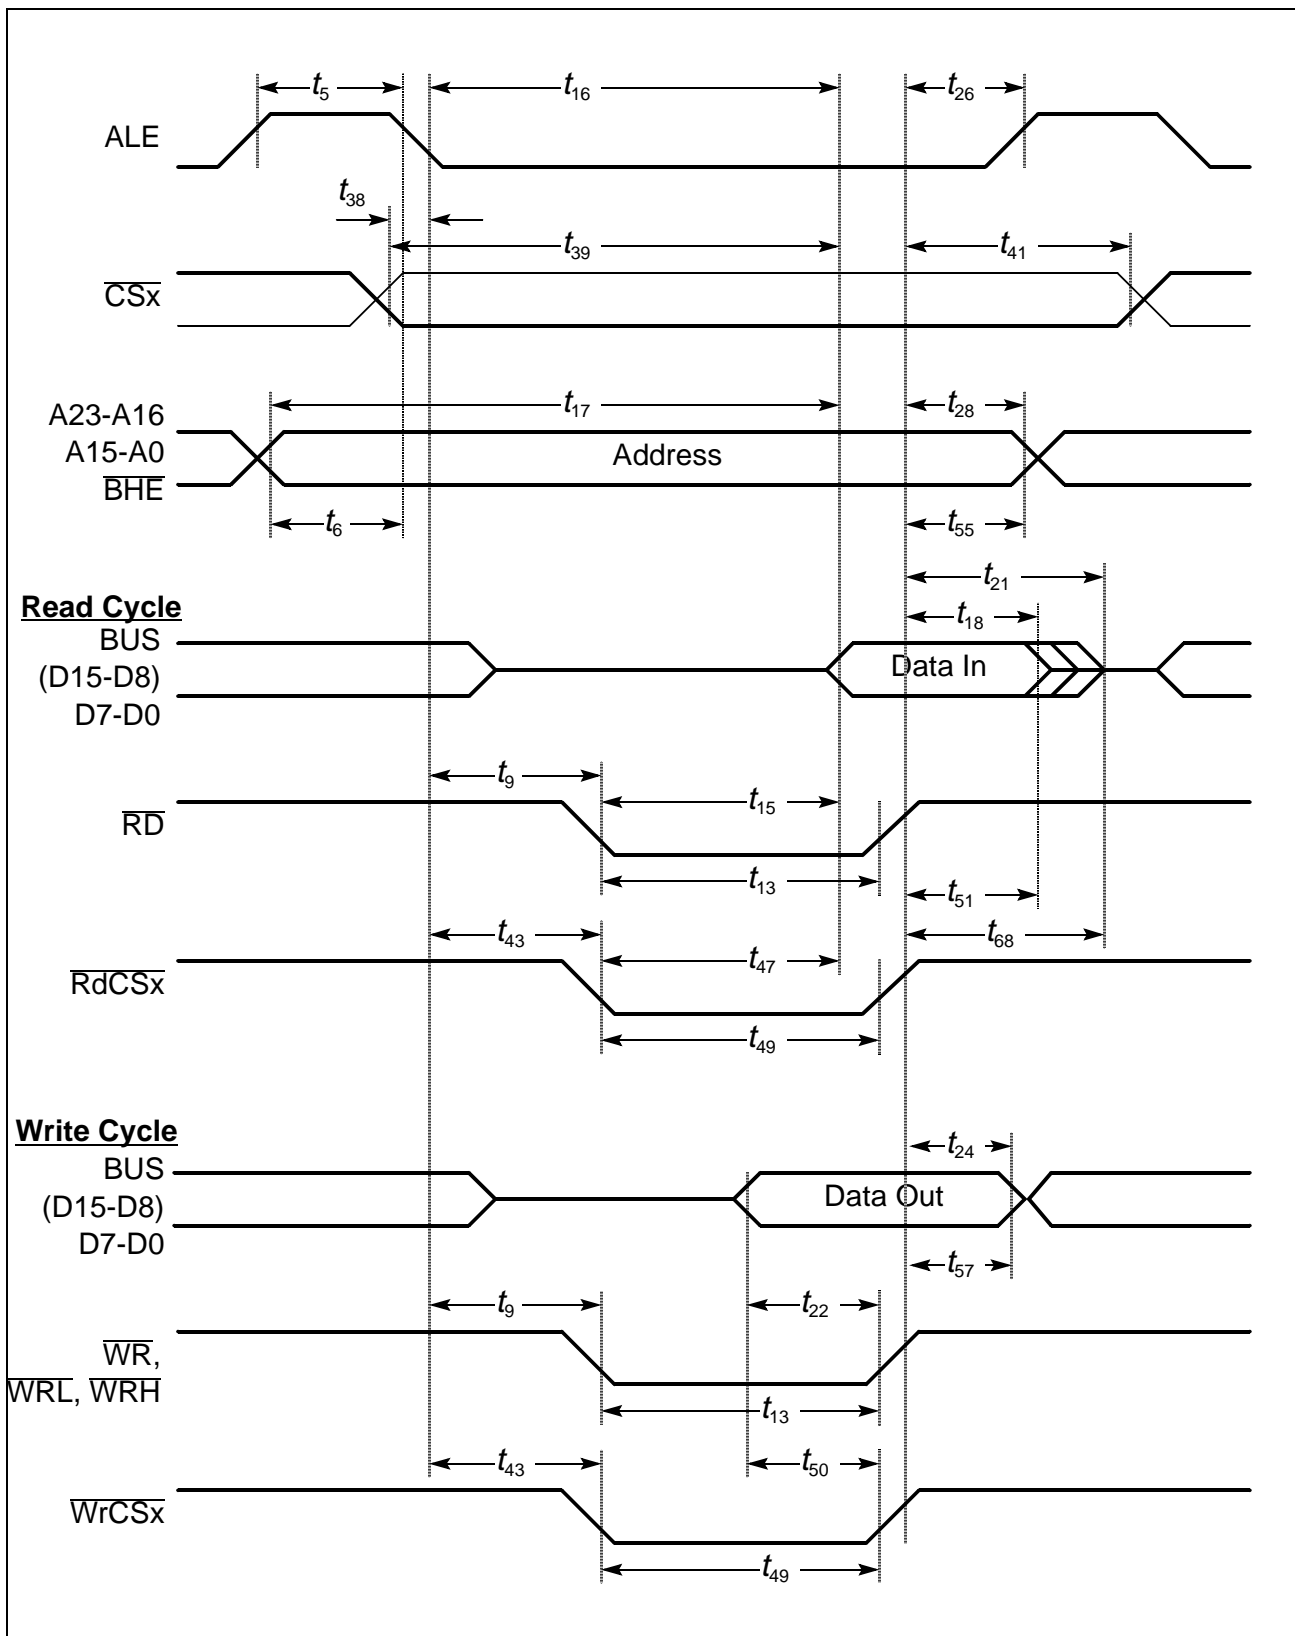 t5
t16
t26
ALE
t38
t39
t41
CSx
t17
t28
A23-A16
A15-A0
BHE
Address
t6
t55
t21
Read Cycle
t18
BUS
(D15-D8)
D7-D0
Data In
t9
t15
RD
t13
t51
t43
t47
t68
RdCSx
t49
Write Cycle
t24
BUS
(D15-D8)
D7-D0
Data Out
t57
t9
t22
WR,
WRL, WRH
t13
t43
t50
WrCSx
t49